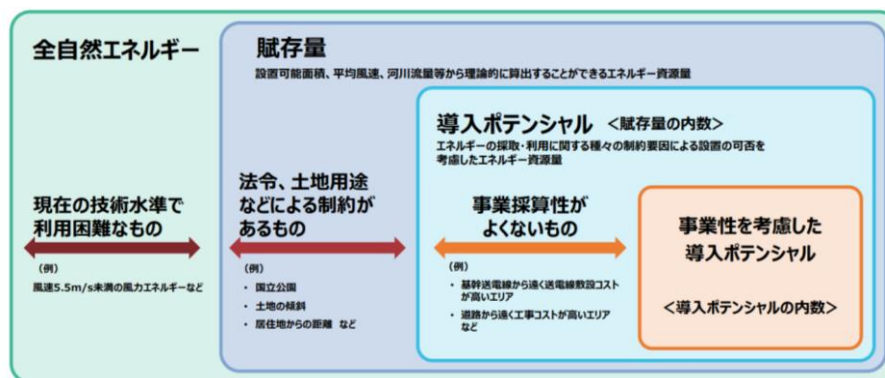 全自然エネルギー
賦存量
設置可能面積、平均風速、河川流量等から理論的に算出することができるエネルギー資源量
導入ポテンシャル <賦存量の内数>
エネルギーの採取・利用に関する種々の制約要因による設置の可否を
考慮したエネルギー資源量
現在の技術水準で
利用困難なもの
(例)
風速5.5m/s未満の風力エネルギーなど
法令、土地用途
などによる制約が
あるもの
(例)
・ 国立公園
・ 土地の傾斜
・ 居住地からの距離 など
事業採算性が
よくないもの
(例)
・ 基幹送電線から遠く送電線敷設コスト
が高いエリア
・ 道路から遠く工事コストが高いエリア
など
事業性を考慮した
導入ポテンシャル
<導入ポテンシャルの内数>